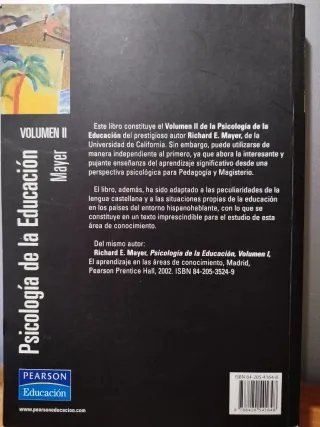 Este libro constituye el Volumen II de la Psicología de la
Educación del prestigioso autor Richard E. Mayer, de
la Universidad de California. Sin embargo, puede utilizarse de
manera independiente al primero, ya que aborda la interesante y
pujante enseñanza del aprendizaje significativo desde una
perspectiva psicológica para Pedagogía y Magisterio.
El libro, además, ha sido adaptado a las peculiaridades de la
lengua castellana y a las situaciones propias de la educación
en los países del entorno hispanohablante, con lo que se
constituye en un texto imprescindible para el estudio de esta
área de conocimiento.
Del mismo autor:
Richard E. Mayer, Psicología de la Educación, Volumen I,
El aprendizaje en las áreas de conocimiento, Madrid,
Pearson Prentice Hall, 2002. ISBN 84-205-3524-9
VOLUMEN II
Psicología de la Educación
Mayer
PEARSON
Educación
www.pearsoneducacion.com